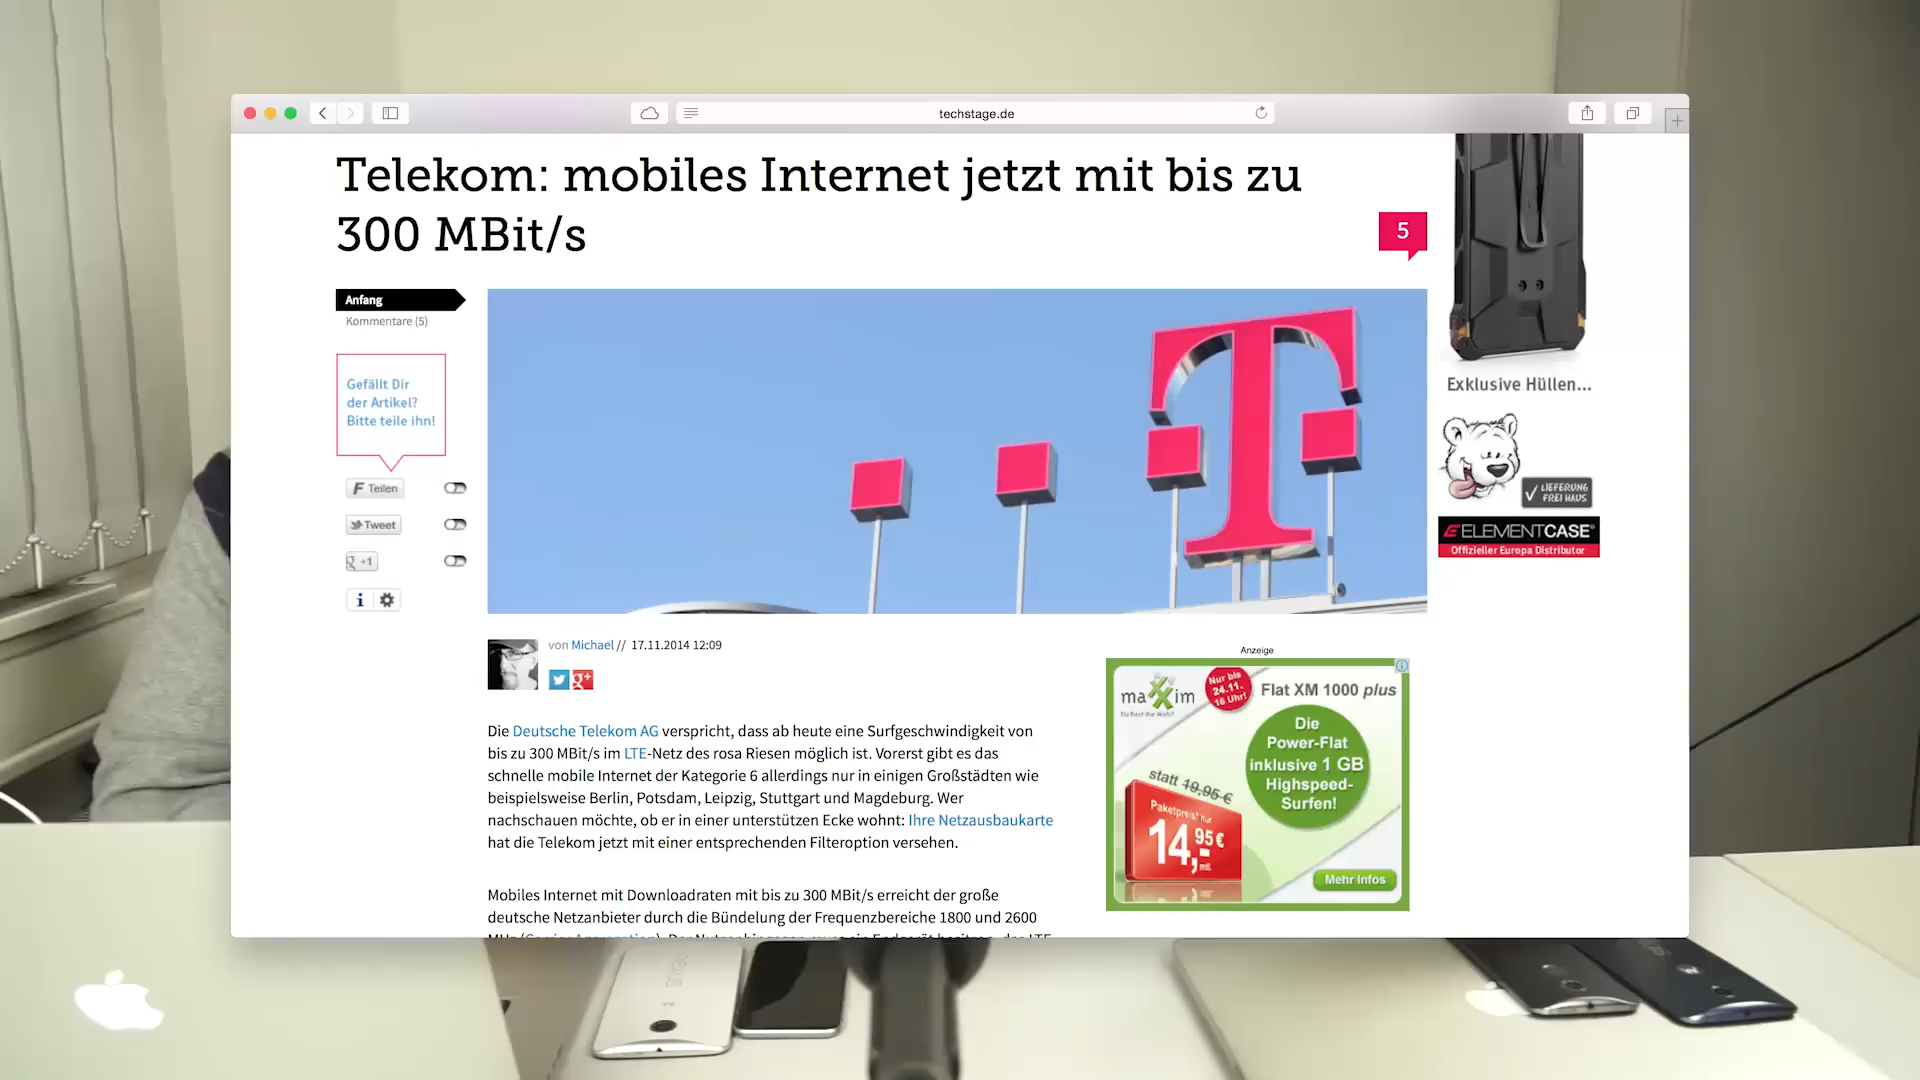 techstage.de
Telekom: mobiles Internet jetzt mit bis zu
300 MBit/s
5
Anfang
Kommentare (5)
Gefällt Dir
der Artikel?
Bitte teile ihn!
Teilen
Tweet
g +1
i
von Michael // 17.11.2014 12:09
g+
Die Deutsche Telekom AG verspricht, dass ab heute eine Surfgeschwindigkeit von
bis zu 300 MBit/s im LTE-Netz des rosa Riesen möglich ist. Vorerst gibt es das
schnelle mobile Internet der Kategorie 6 allerdings nur in einigen Großstädten wie
beispielsweise Berlin, Potsdam, Leipzig, Stuttgart und Magdeburg. Wer
nachschauen möchte, ob er in einer unterstützen Ecke wohnt: Ihre Netzausbaukarte
hat die Telekom jetzt mit einer entsprechenden Filteroption versehen.
Mobiles Internet mit Downloadraten mit bis zu 300 MBit/s erreicht der große
deutsche Netzanbieter durch die Bündelung der Frequenzbereiche 1800 und 2600
T
Exklusive Hüllen...
LIEFERUNG
FREI HAUS
ELEMENTCASE
Offizieller Europa Distributor
Anzeige
maXXim
Du hast die Wahl!
Nur bis
24.11.
16 Uhr!
Flat XM 1000 plus
Die
Power-Flat
inklusive 1 GB
Highspeed-
Surfen!
statt 19,95 €
Paketpreis* nur
14,95 €
mtl.
Mehr Infos
nexus